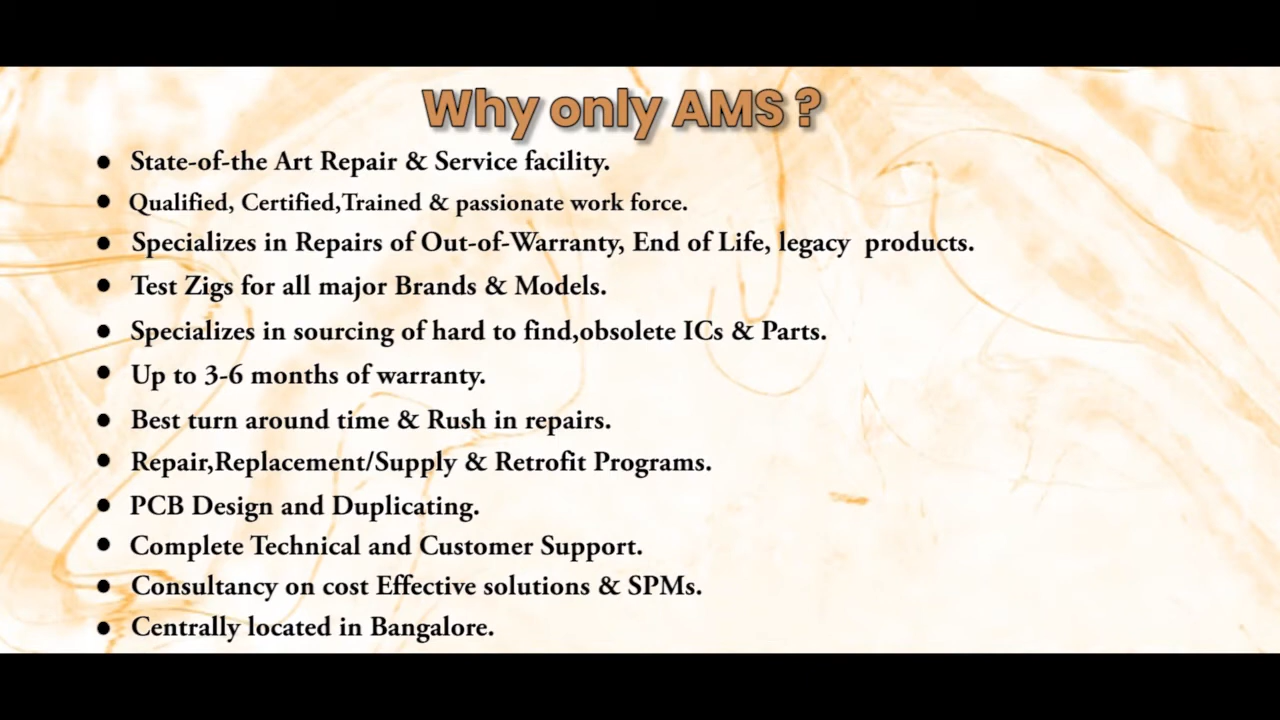 Why only AMS ?
● State-of-the Art Repair & Service facility.
● Qualified, Certified,Trained & passionate work force.
● Specializes in Repairs of Out-of-Warranty, End of Life, legacy  products.
● Test Zigs for all major Brands & Models.
● Specializes in sourcing of hard to find,obsolete ICs & Parts.
● Up to 3-6 months of warranty.
● Best turn around time & Rush in repairs.
● Repair,Replacement/Supply & Retrofit Programs.
● PCB Design and Duplicating.
● Complete Technical and Customer Support.
● Consultancy on cost Effective solutions & SPMs.
● Centrally located in Bangalore.